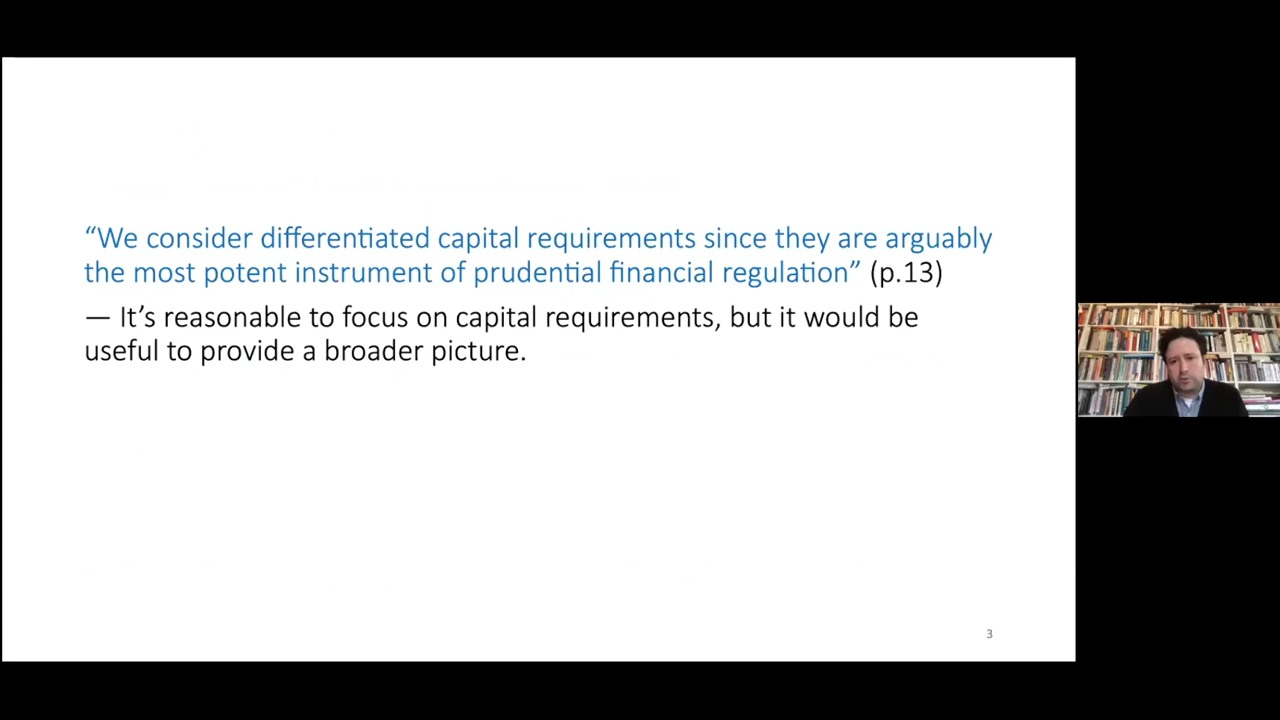 “We consider differentiated capital requirements since they are arguably
the most potent instrument of prudential financial regulation” (p.13)
— It’s reasonable to focus on capital requirements, but it would be
useful to provide a broader picture.
3